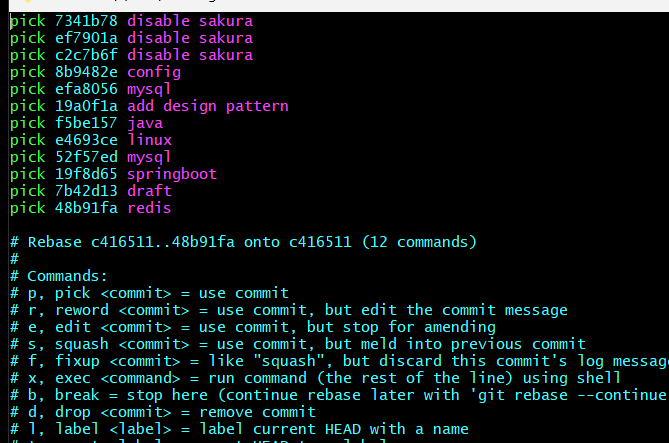 pick 7341b78 disable sakura
pick ef7901a disable sakura
pick c2c7b6f disable sakura
pick 8b9482e config
pick efa8056 mysql
pick 19a0f1a add design pattern
pick f5be157 java
pick e4693ce linux
pick 52f57ed mysql
pick 19f8d65 springboot
pick 7b42d13 draft
pick 48b91fa redis
# Rebase c416511..48b91fa onto c416511 (12 commands)
#
# Commands:
# p, pick <commit> = use commit
# r, reword <commit> = use commit, but edit the commit message
# e, edit <commit> = use commit, but stop for amending
# s, squash <commit> = use commit, but meld into previous commit
# f, fixup <commit> = like "squash", but discard this commit's log messag
# x, exec <command> = run command (the rest of the line) using shell
# b, break = stop here (continue rebase later with 'git rebase --continue
# d, drop <commit> = remove commit
# l, label <label> = label current HEAD with a name